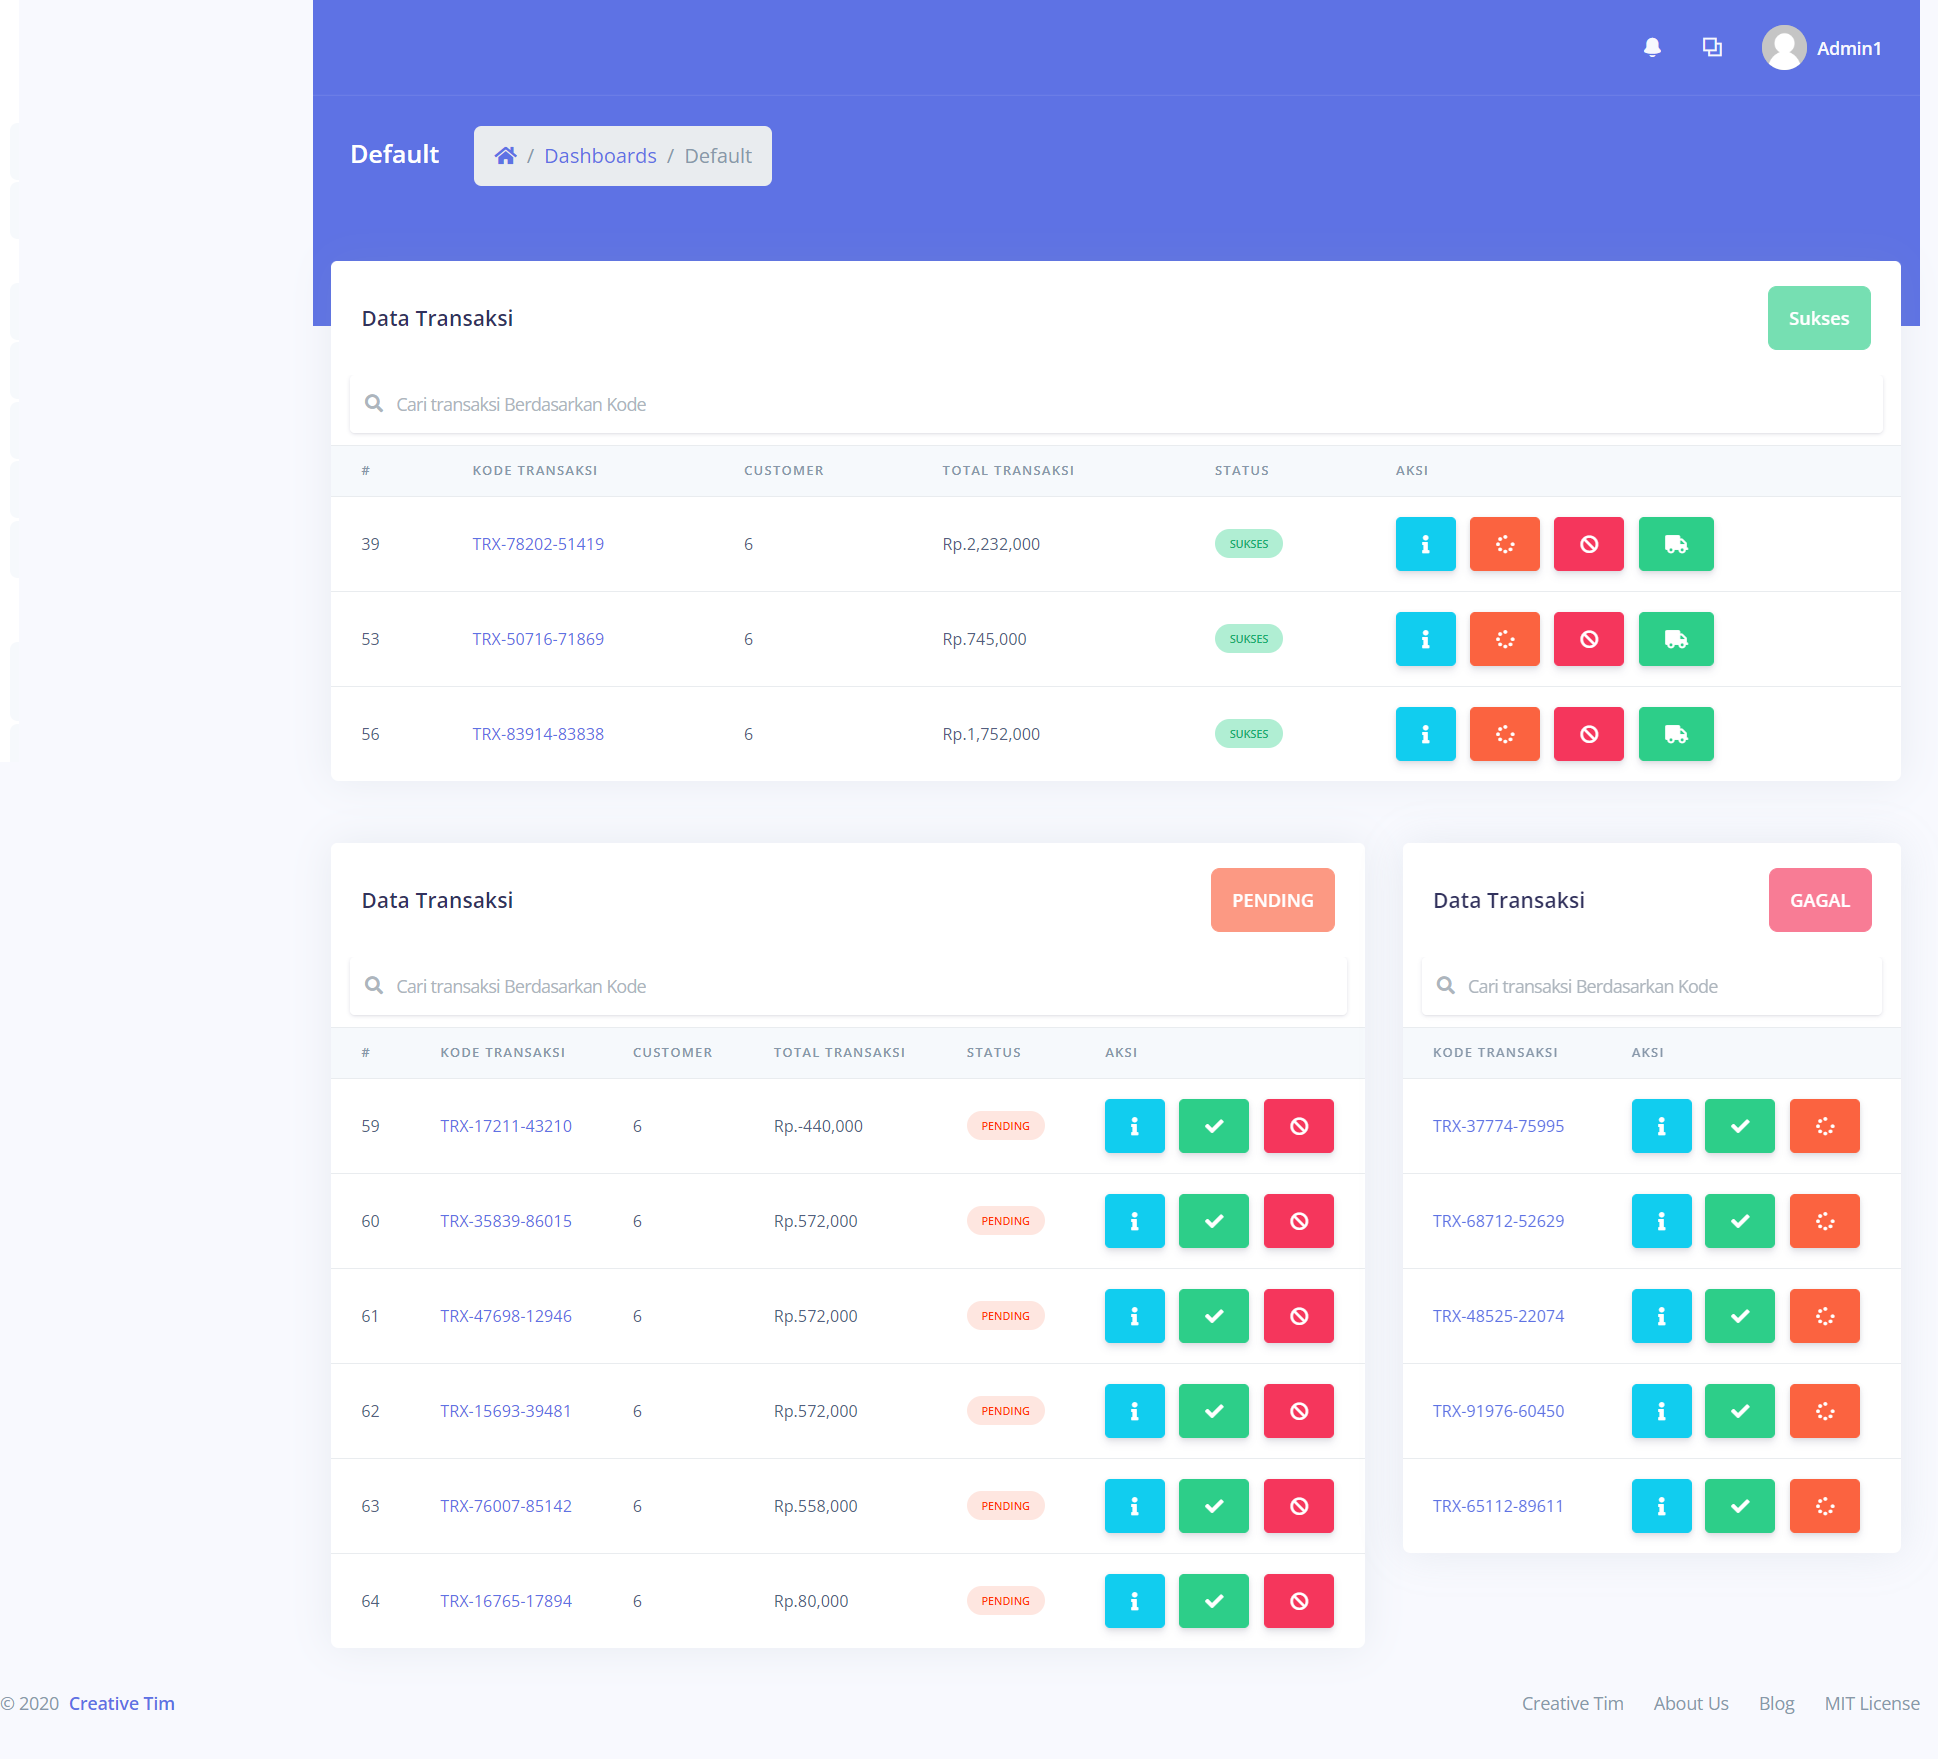 Admin1
Default / Dashboards / Default
Data Transaksi Sukses
Cari transaksi Berdasarkan Kode
# KODE TRANSAKSI CUSTOMER TOTAL TRANSAKSI STATUS AKSI
39 TRX-78202-51419 6 Rp.2,232,000 SUKSES
53 TRX-50716-71869 6 Rp.745,000 SUKSES
56 TRX-83914-83838 6 Rp.1,752,000 SUKSES
Data Transaksi PENDING
Cari transaksi Berdasarkan Kode
# KODE TRANSAKSI CUSTOMER TOTAL TRANSAKSI STATUS AKSI
59 TRX-17211-43210 6 Rp.-440,000 PENDING
60 TRX-35839-86015 6 Rp.572,000 PENDING
61 TRX-47698-12946 6 Rp.572,000 PENDING
62 TRX-15693-39481 6 Rp.572,000 PENDING
63 TRX-76007-85142 6 Rp.558,000 PENDING
64 TRX-16765-17894 6 Rp.80,000 PENDING
Data Transaksi GAGAL
Cari transaksi Berdasarkan Kode
KODE TRANSAKSI AKSI
TRX-37774-75995
TRX-68712-52629
TRX-48525-22074
TRX-91976-60450
TRX-65112-89611
© 2020 Creative Tim
Creative Tim About Us Blog MIT License